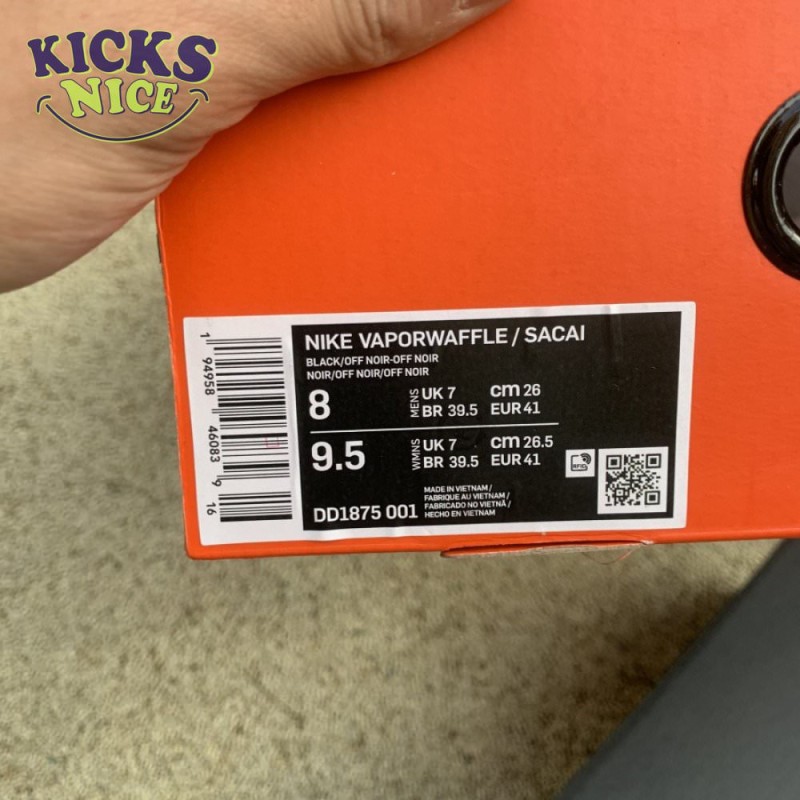 KICKS
NICE
NIKE VAPORWAFFLE / SACAI
BLACK/OFF NOIR-OFF NOIR
NOIR/OFF NOIR/OFF NOIR
8
MENS
UK 7 cm 26
BR 39.5 EUR 41
9.5
WMNS
UK 7 cm 26.5
BR 39.5 EUR 41
RFID
MADE IN VIETNAM /
FABRIQUE AU VIETNAM /
FABRICADO NO VIETNÃ /
HECHO EN VIETNAM
DD1875 001
1 94958 46083 9 16